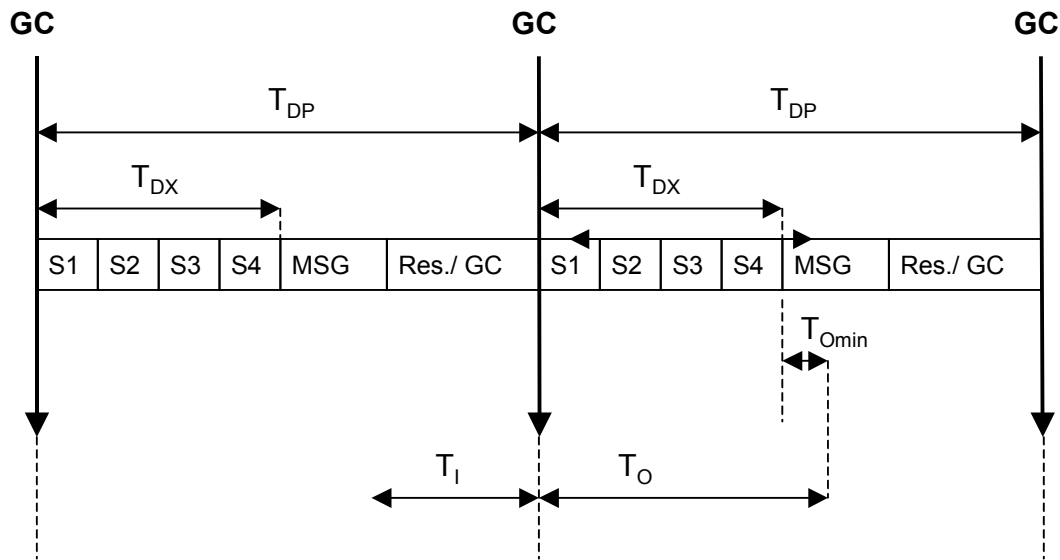 GC GC GC
T_DP T_DP
T_DX T_DX
S1 S2 S3 S4 MSG Res./ GC S1 S2 S3 S4 MSG Res./ GC
T_Omin
T_I T_O